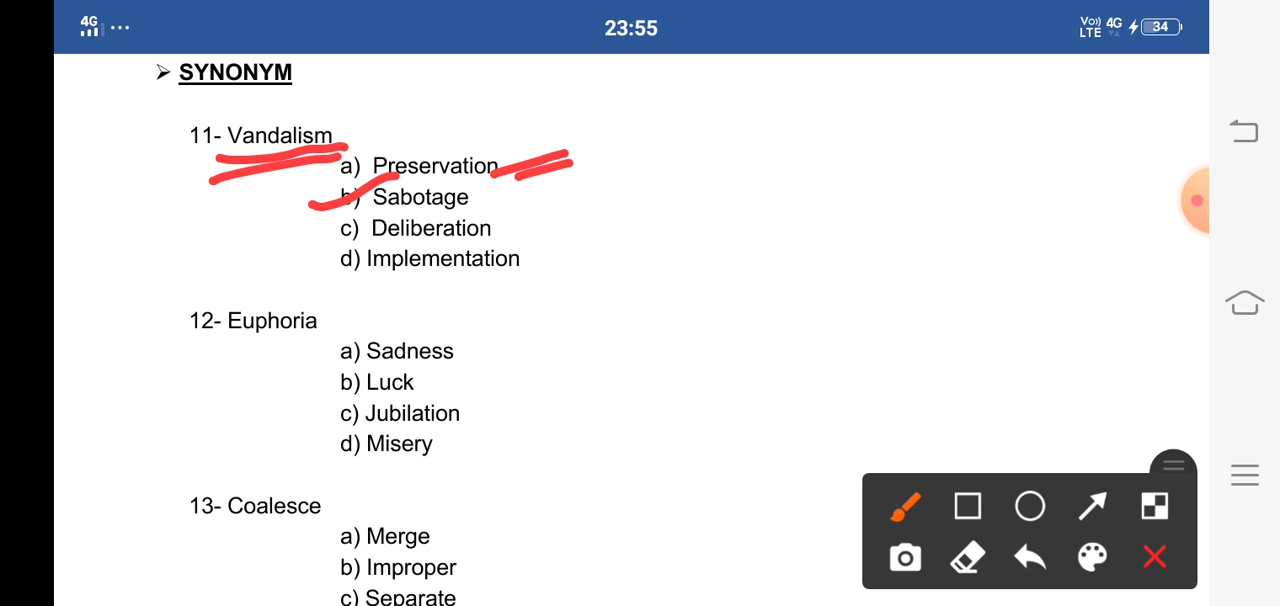 4G ... 23:55 Vo)) LTE 4G 34
➢ SYNONYM
11- Vandalism
a) Preservation
b) Sabotage
c) Deliberation
d) Implementation
12- Euphoria
a) Sadness
b) Luck
c) Jubilation
d) Misery
13- Coalesce
a) Merge
b) Improper
c) Separate